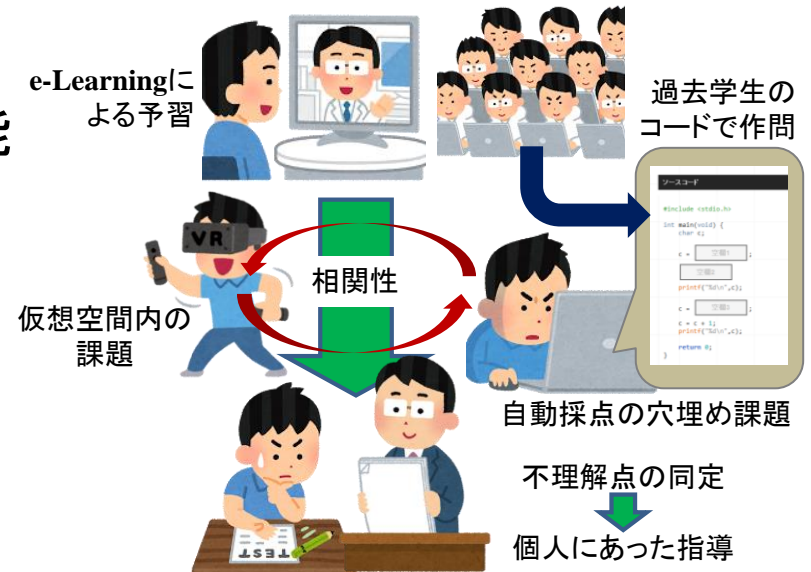 e-Learningに
よる予習
能
過去学生の
コードで作問
ソースコード
#include <stdio.h>
int main(void) {
char c;
c = 空欄1 ;
空欄2
printf("%d\n",c);
c = 空欄3 ;
c = c + 1;
printf("%d\n",c);
return 0;
}
VR
相関性
仮想空間内の
課題
自動採点の穴埋め課題
不理解点の同定
個人にあった指導
TEST